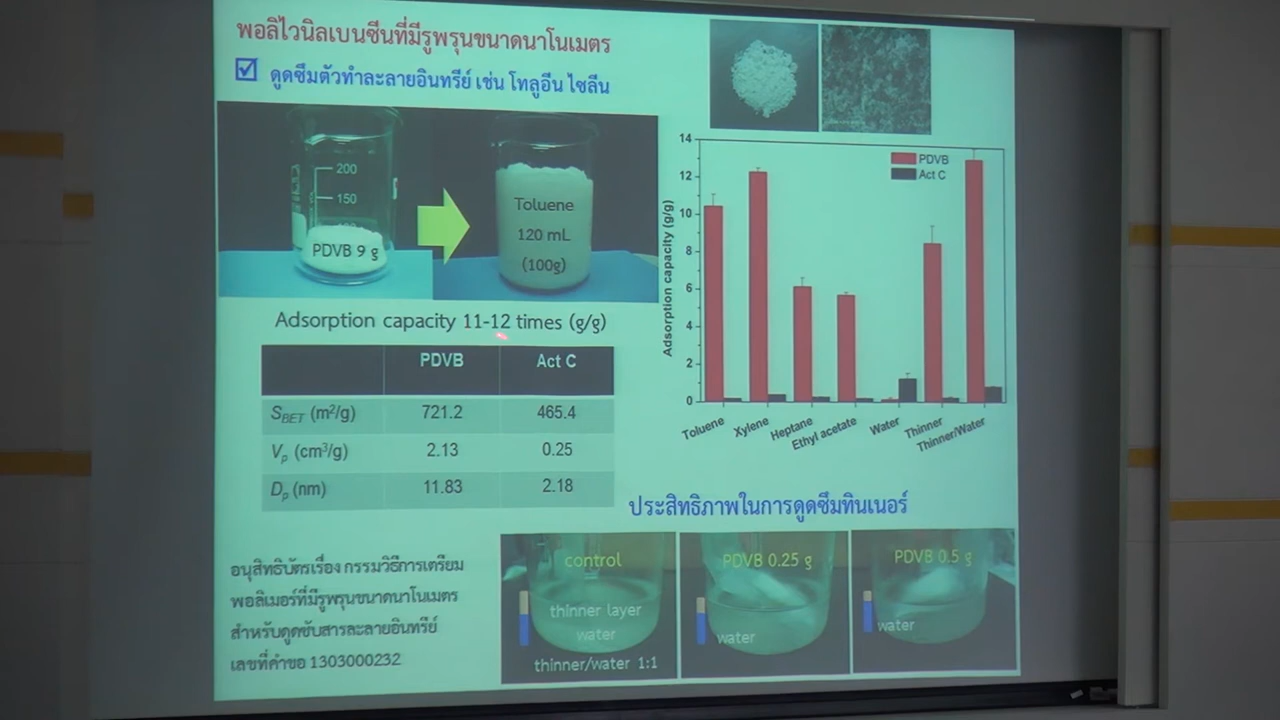 พอลิไวนิลเบนซีนที่มีรูพรุนขนาดนาโนเมตร
ดูดซึมตัวทำละลายอินทรีย์ เช่น โทลูอีน ไซลีน
200
150
PDVB 9 g
Toluene
120 mL
(100g)
Adsorption capacity 11-12 times (g/g)
PDVB Act C
S_BET (m²/g) 721.2 465.4
V_p (cm³/g) 2.13 0.25
D_p (nm) 11.83 2.18
Adsorption capacity (g/g)
14
12
10
8
6
4
2
0
PDVB
Act C
Toluene Xylene Heptane Ethyl acetate Water Thinner Thinner/Water
ประสิทธิภาพในการดูดซึมทินเนอร์
control
thinner layer
water
thinner/water 1:1
PDVB 0.25 g
water
PDVB 0.5 g
water
อนุสิทธิบัตรเรื่อง กรรมวิธีการเตรียม
พอลิเมอร์ที่มีรูพรุนขนาดนาโนเมตร
สำหรับดูดซับสารละลายอินทรีย์
เลขที่คำขอ 1303000232